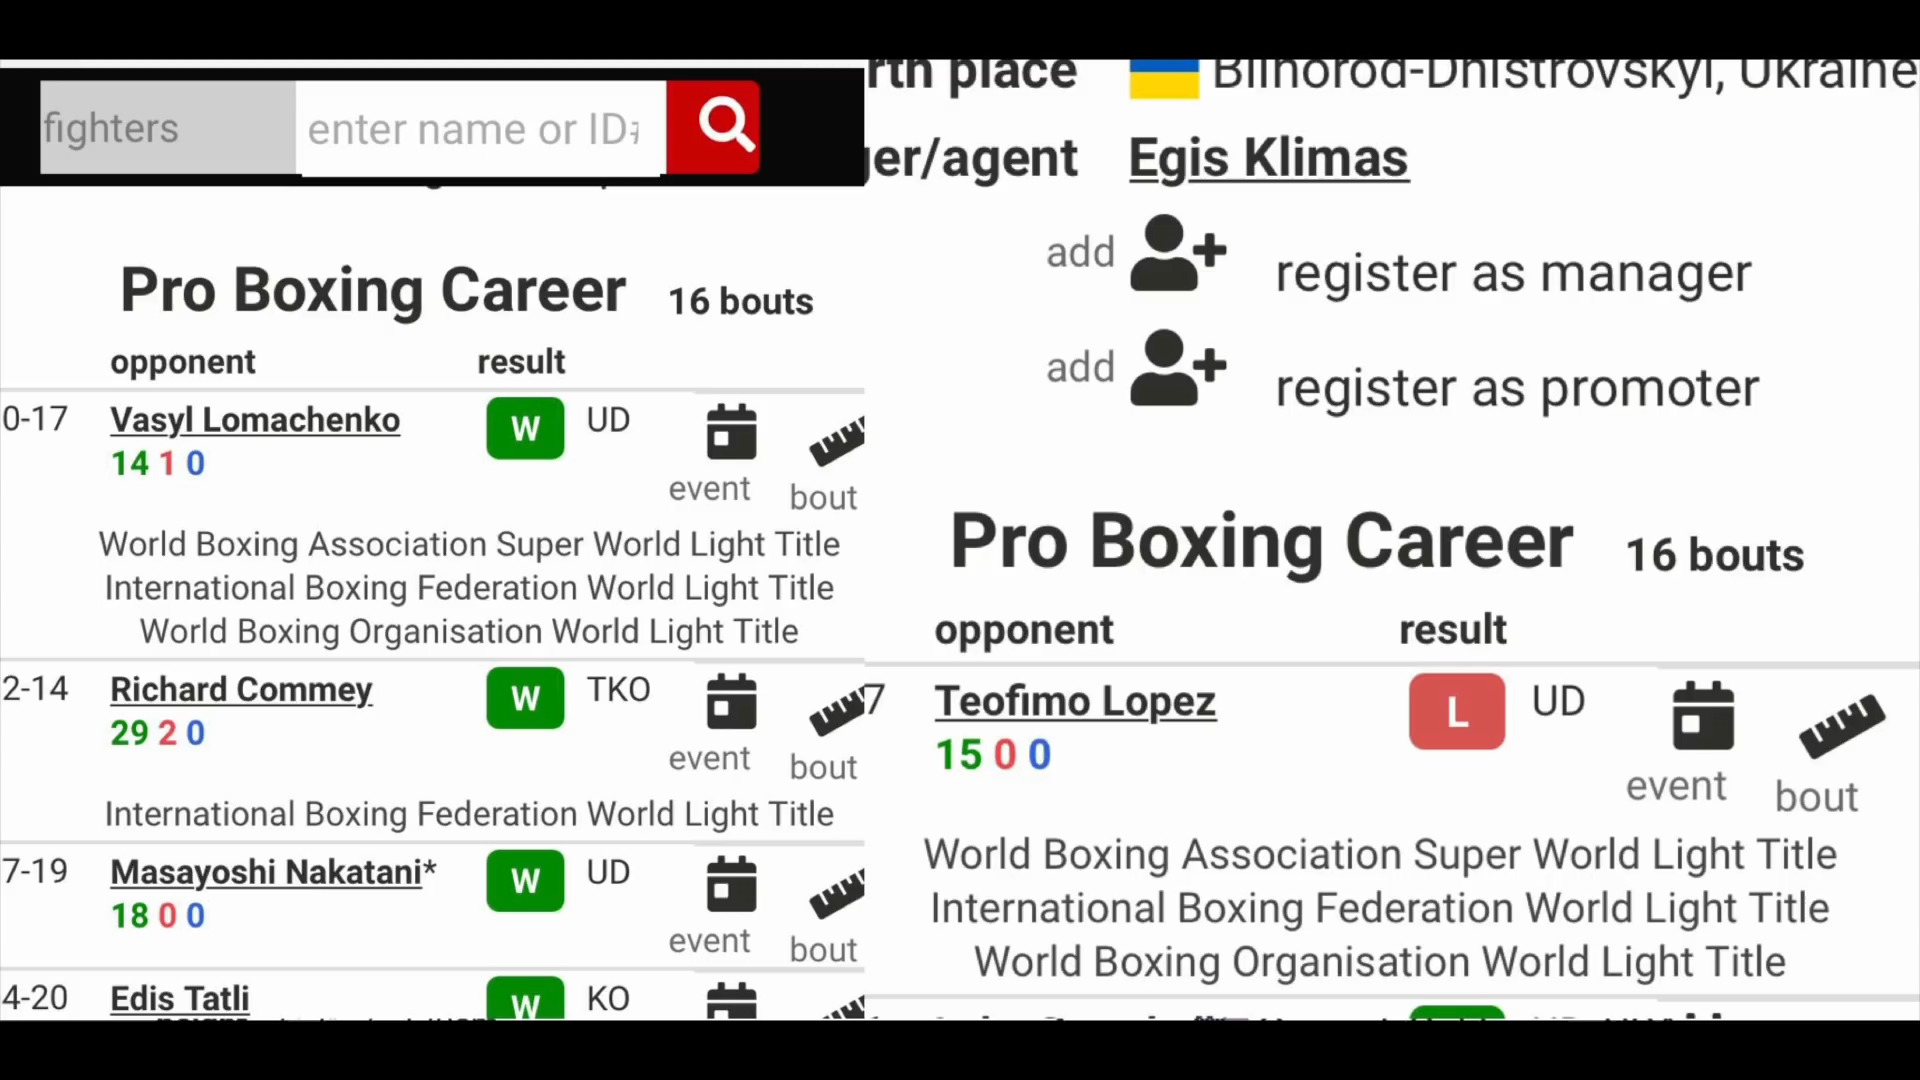 fighters
enter name or ID#
Pro Boxing Career 16 bouts
opponent result
0-17 Vasyl Lomachenko W UD
14 1 0
event bout
World Boxing Association Super World Light Title
International Boxing Federation World Light Title
World Boxing Organisation World Light Title
2-14 Richard Commey W TKO
29 2 0
event bout
International Boxing Federation World Light Title
7-19 Masayoshi Nakatani* W UD
18 0 0
event bout
4-20 Edis Tatli W KO
rth place Bilhorod-Dnistrovskyi, Ukraine
er/agent Egis Klimas
add register as manager
add register as promoter
Pro Boxing Career 16 bouts
opponent result
7 Teofimo Lopez L UD
15 0 0
event bout
World Boxing Association Super World Light Title
International Boxing Federation World Light Title
World Boxing Organisation World Light Title